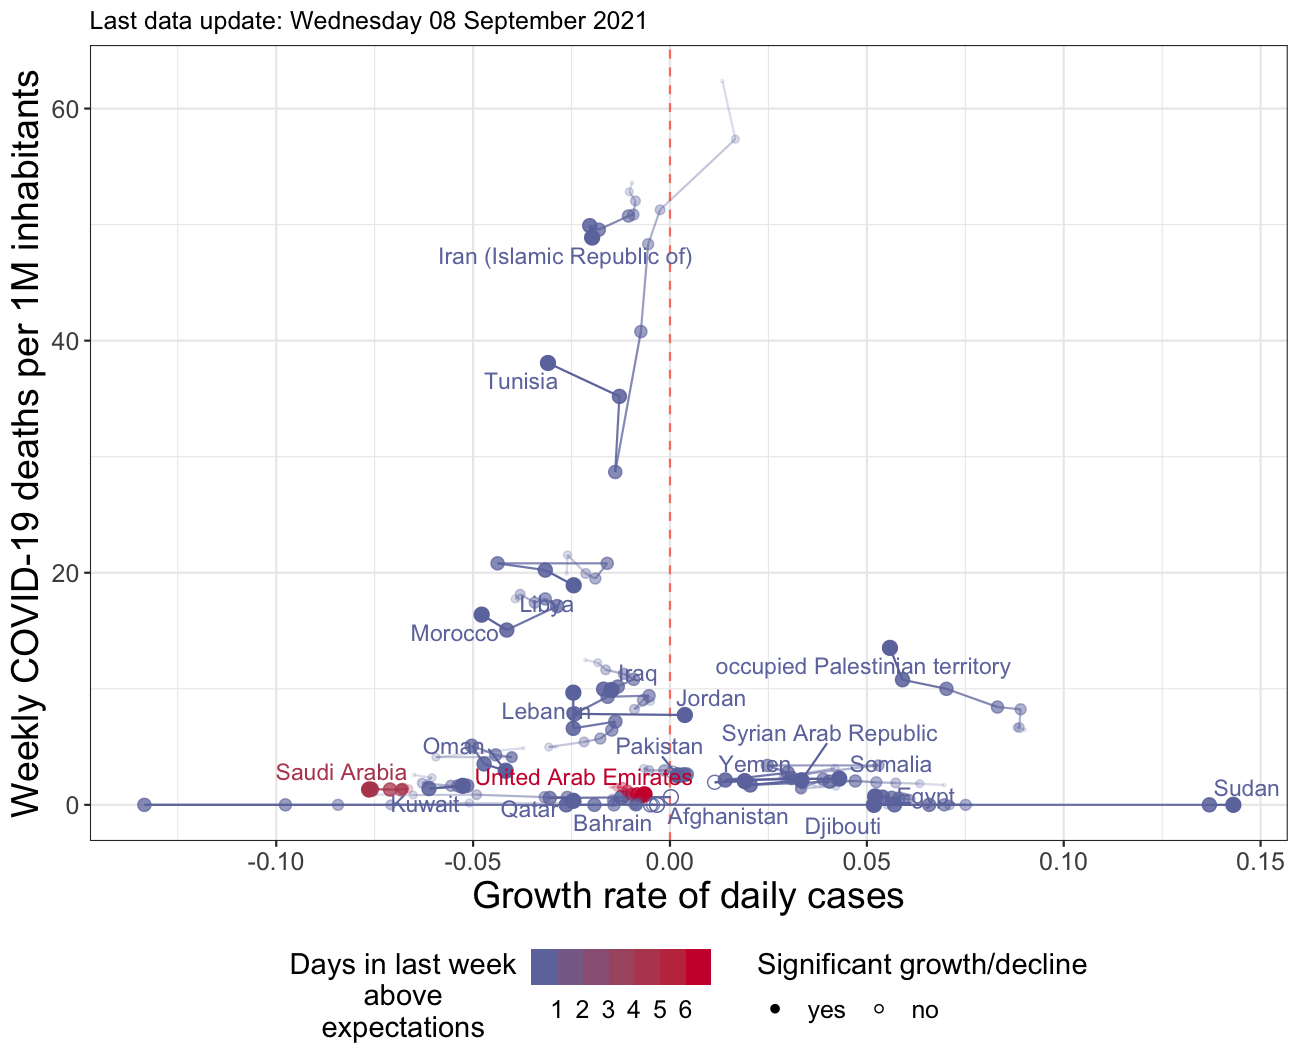 Last data update: Wednesday 08 September 2021
Weekly COVID-19 deaths per 1M inhabitants
60
40
20
0
Iran (Islamic Republic of)
Tunisia
Libya
Morocco
occupied Palestinian territory
Iraq
Jordan
Lebanon
Syrian Arab Republic
Oman
Pakistan
Yemen
Somalia
Saudi Arabia
United Arab Emirates
Sudan
Egypt
Kuwait
Qatar
Afghanistan
Bahrain
Djibouti
-0.10
-0.05
0.00
0.05
0.10
0.15
Growth rate of daily cases
Days in last week
above
expectations
1 2 3 4 5 6
Significant growth/decline
yes no